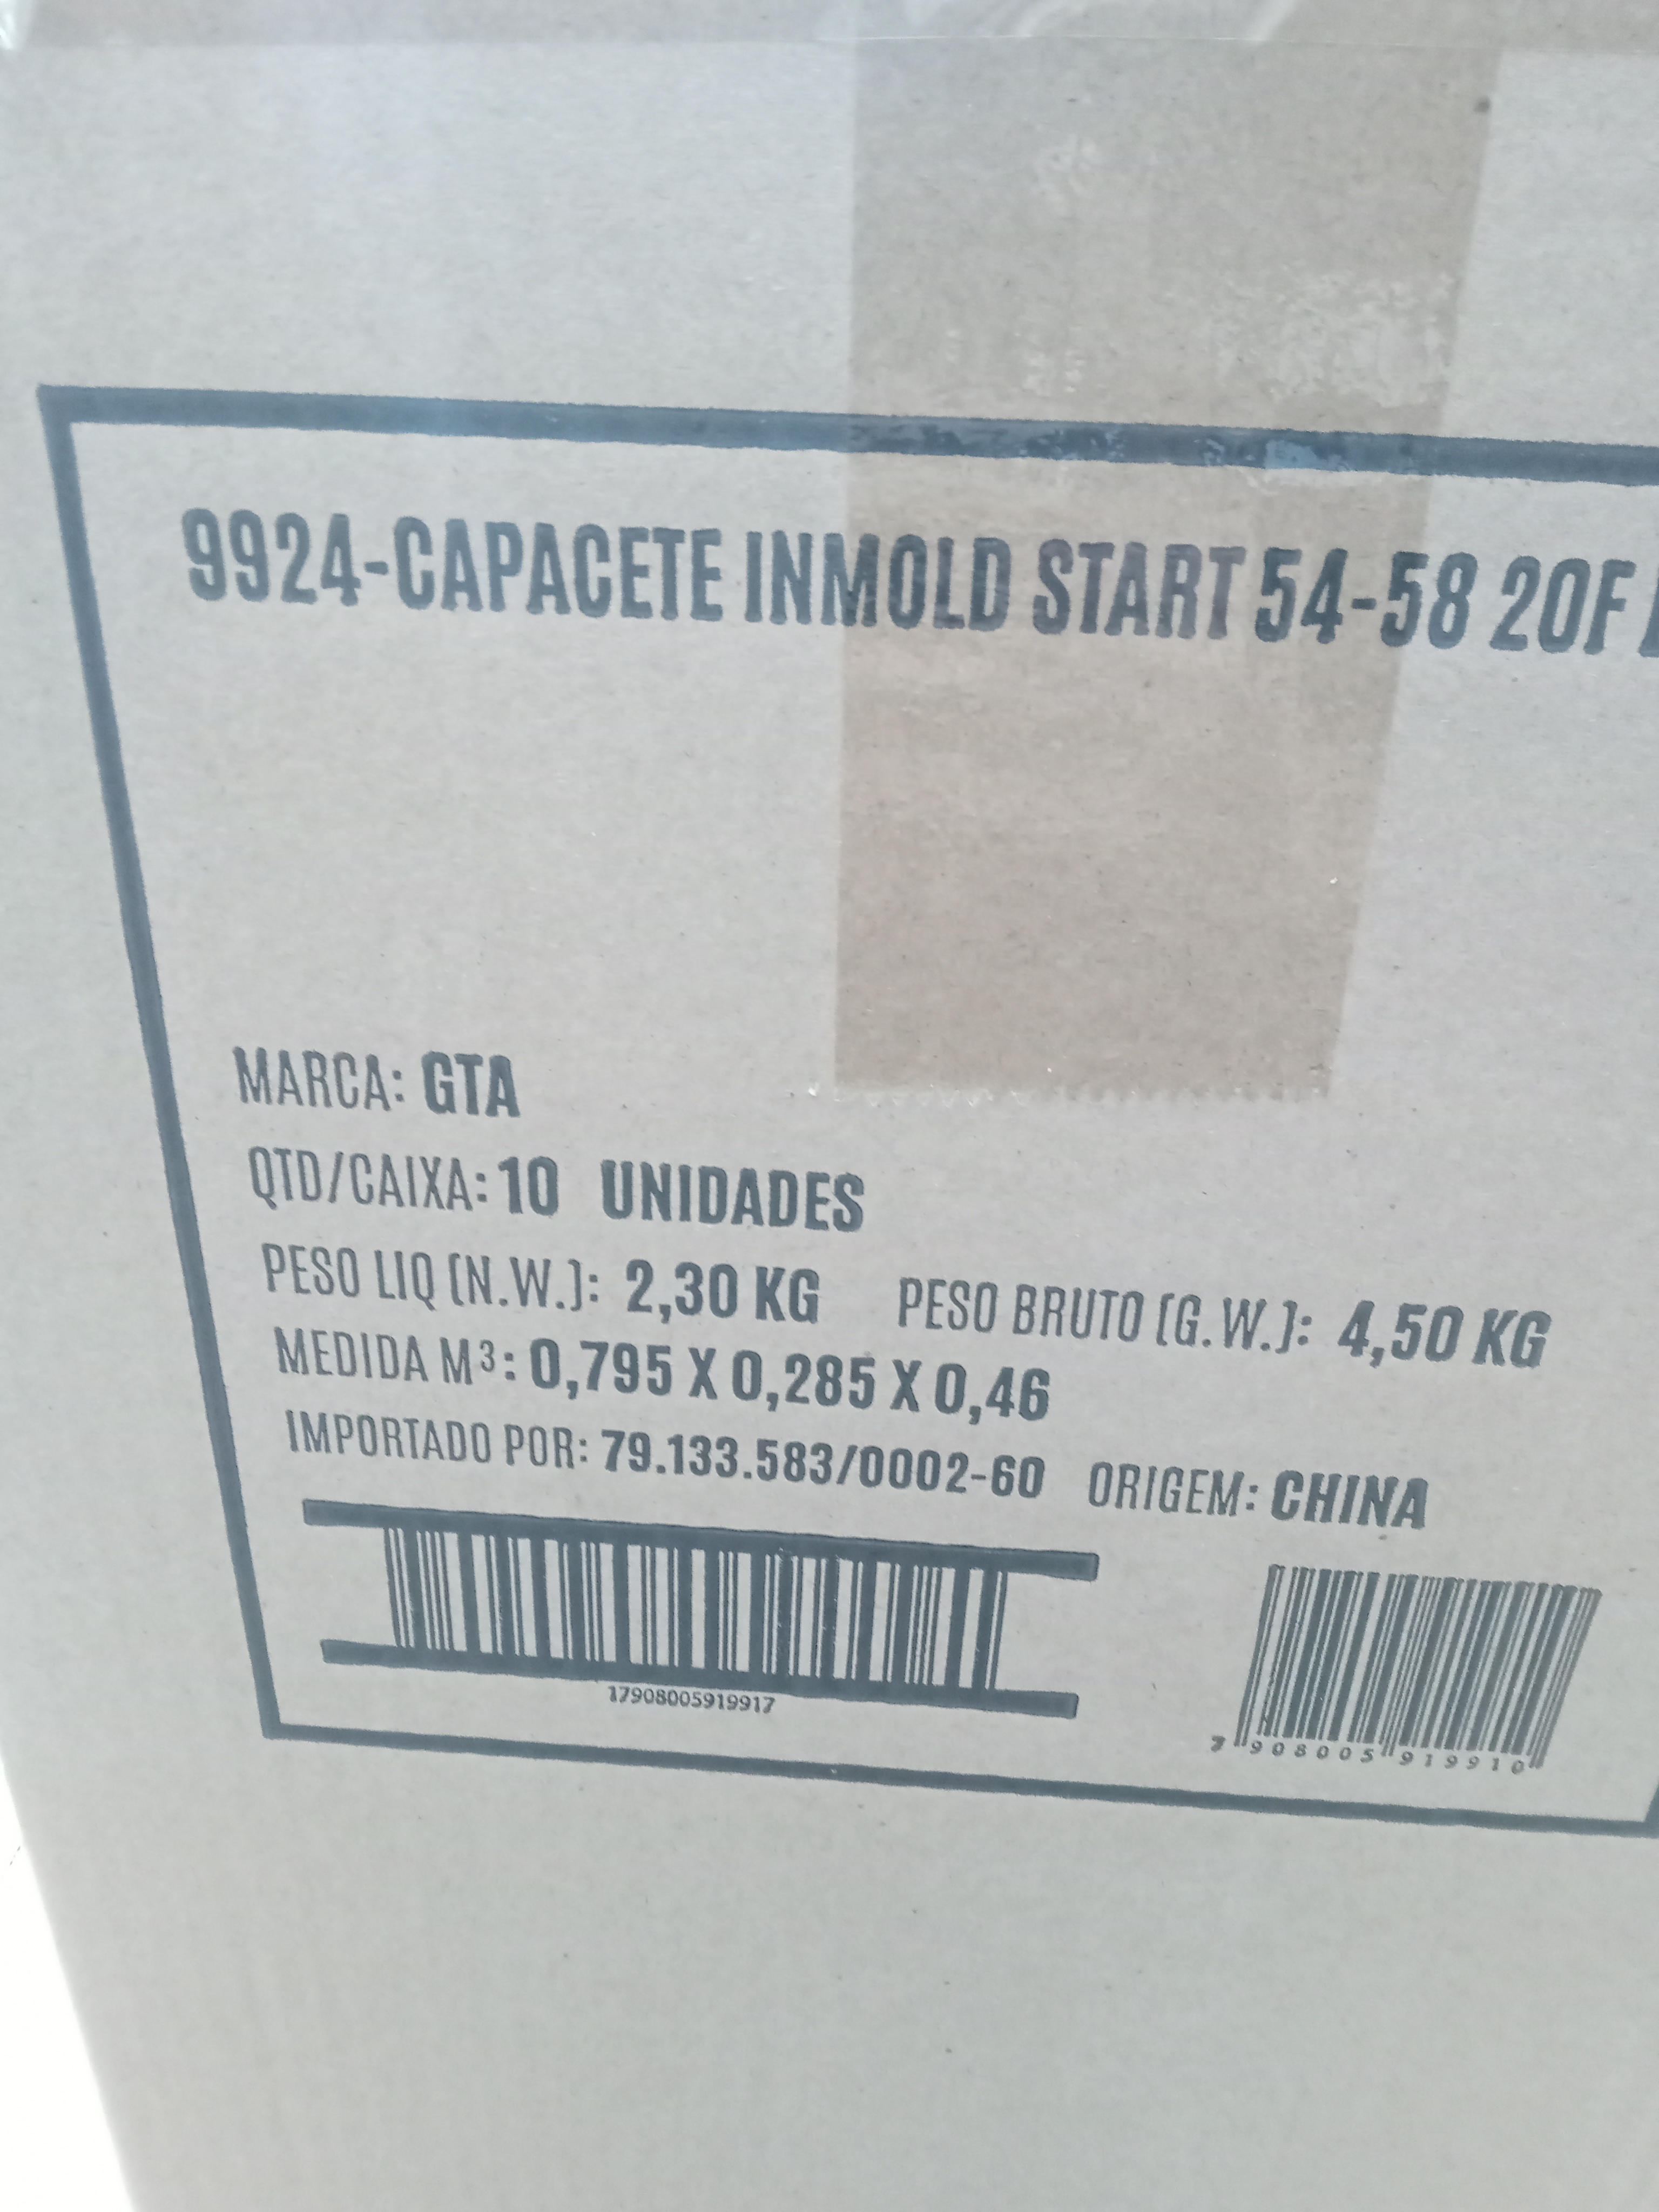 9924-CAPACETE INMOLD START 54-58 20F
MARCA: GTA
QTD/CAIXA: 10 UNIDADES
PESO LIQ (N.W.): 2,30 KG PESO BRUTO (G.W.): 4,50 KG
MEDIDA M³: 0,795 X 0,285 X 0,46
IMPORTADO POR: 79.133.583/0002-60 ORIGEM: CHINA
17908005919917
7 908005 919910